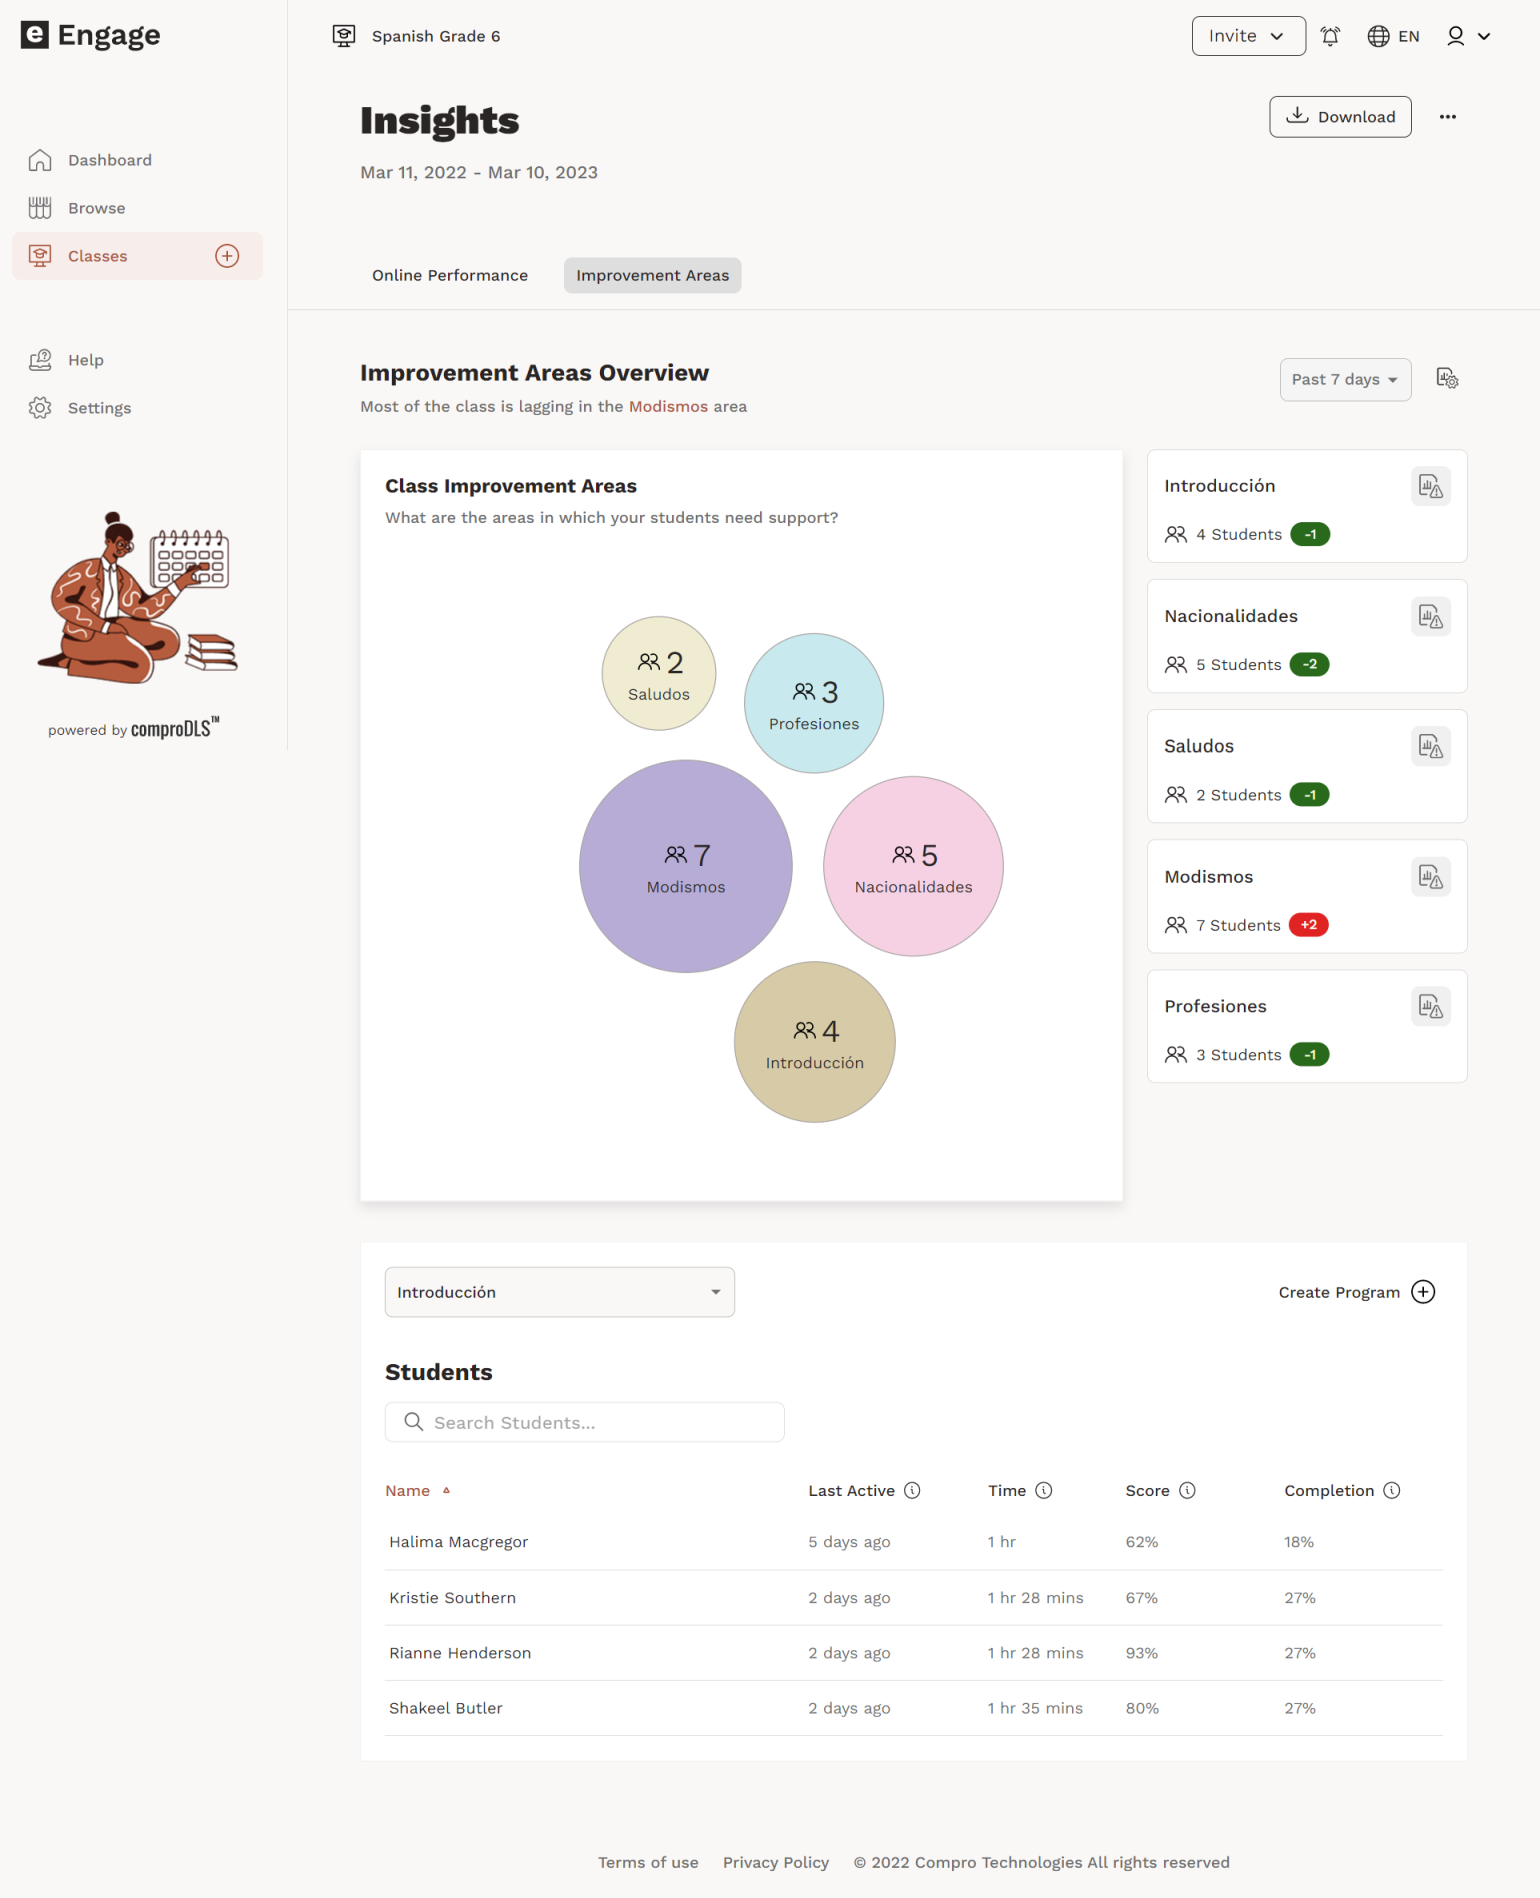 e Engage
Spanish Grade 6
Invite
EN
Insights
Download
Mar 11, 2022 - Mar 10, 2023
Dashboard
Browse
Classes
Help
Settings
powered by comproDLS™
Online Performance
Improvement Areas
Improvement Areas Overview
Most of the class is lagging in the Modismos area
Past 7 days
Class Improvement Areas
What are the areas in which your students need support?
2
Saludos
3
Profesiones
7
Modismos
5
Nacionalidades
4
Introducción
Introducción
4 Students -1
Nacionalidades
5 Students -2
Saludos
2 Students -1
Modismos
7 Students +2
Profesiones
3 Students -1
Introducción
Create Program
Students
Search Students...
Name Last Active Time Score Completion
Halima Macgregor 5 days ago 1 hr 62% 18%
Kristie Southern 2 days ago 1 hr 28 mins 67% 27%
Rianne Henderson 2 days ago 1 hr 28 mins 93% 27%
Shakeel Butler 2 days ago 1 hr 35 mins 80% 27%
Terms of use Privacy Policy © 2022 Compro Technologies All rights reserved